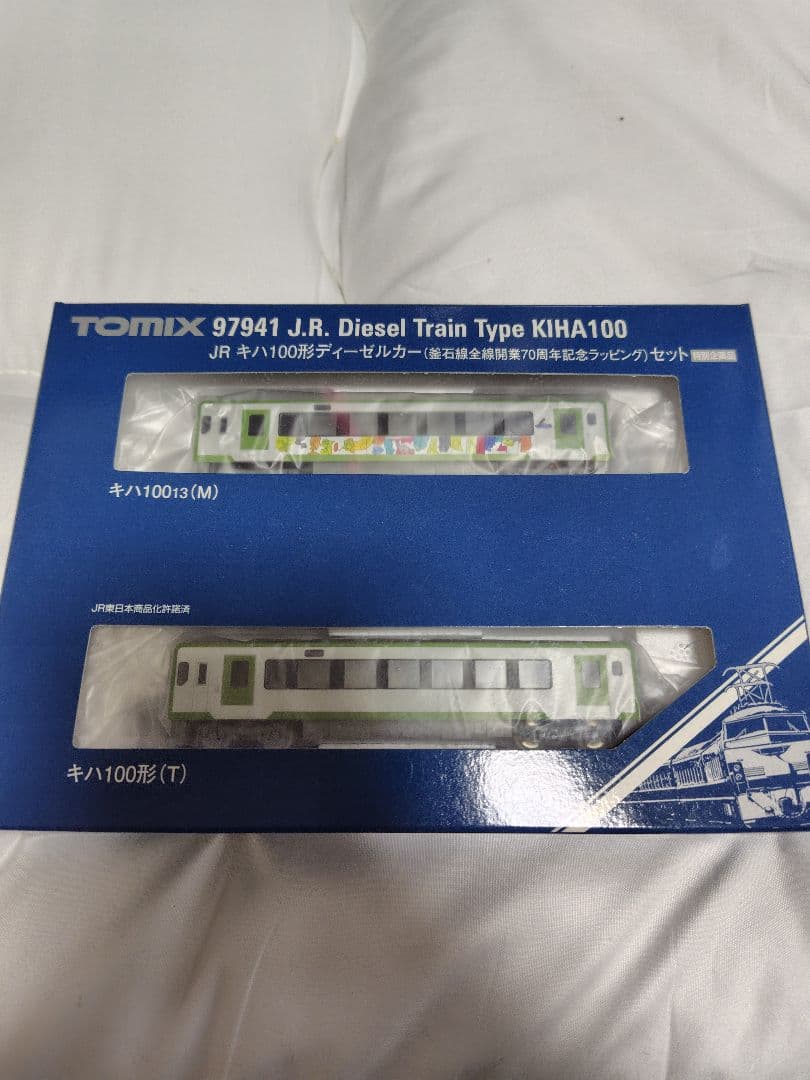 TOMIX 97941 J.R. Diesel Train Type KIHA100
JR キハ100形ディーゼルカー(釜石線全線開業70周年記念ラッピング)セット 特別企画品
キハ10013(M)
JR東日本商品化許諾済
キハ100形(T)